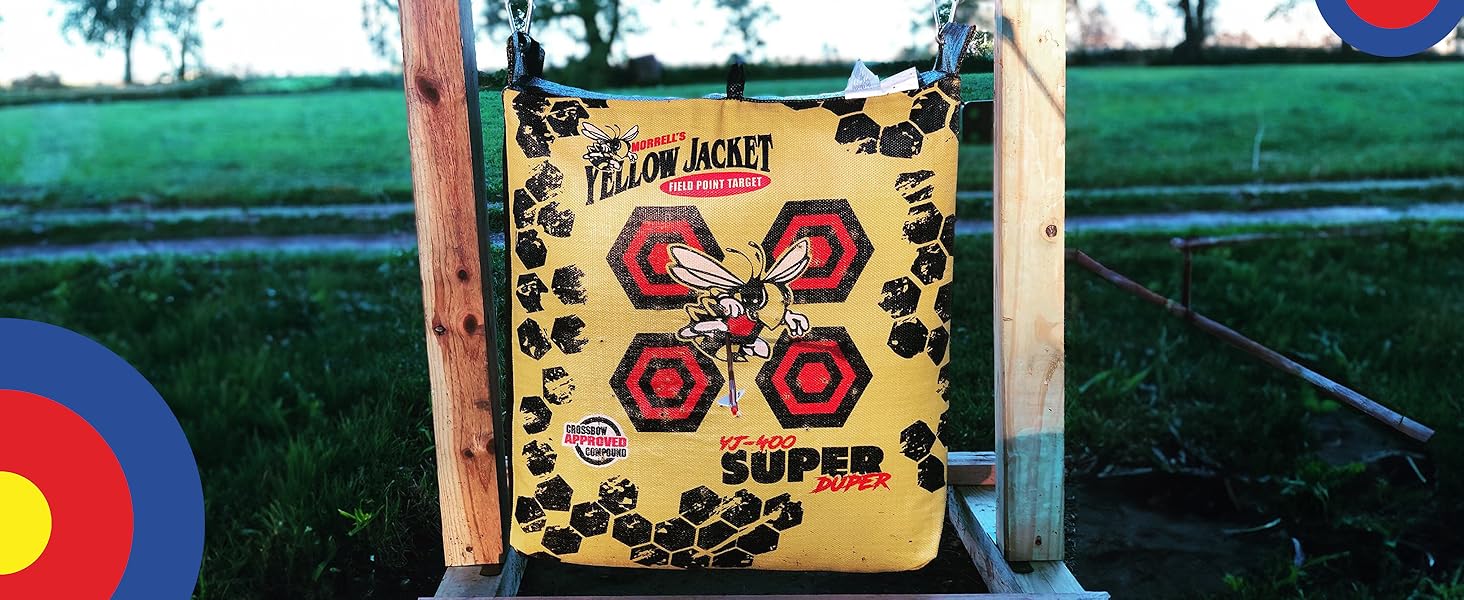 MORRELL'S
YELLOW JACKET
FIELD POINT TARGET
CROSSBOW
APPROVED
COMPOUND
YJ-400
SUPER
DUPER